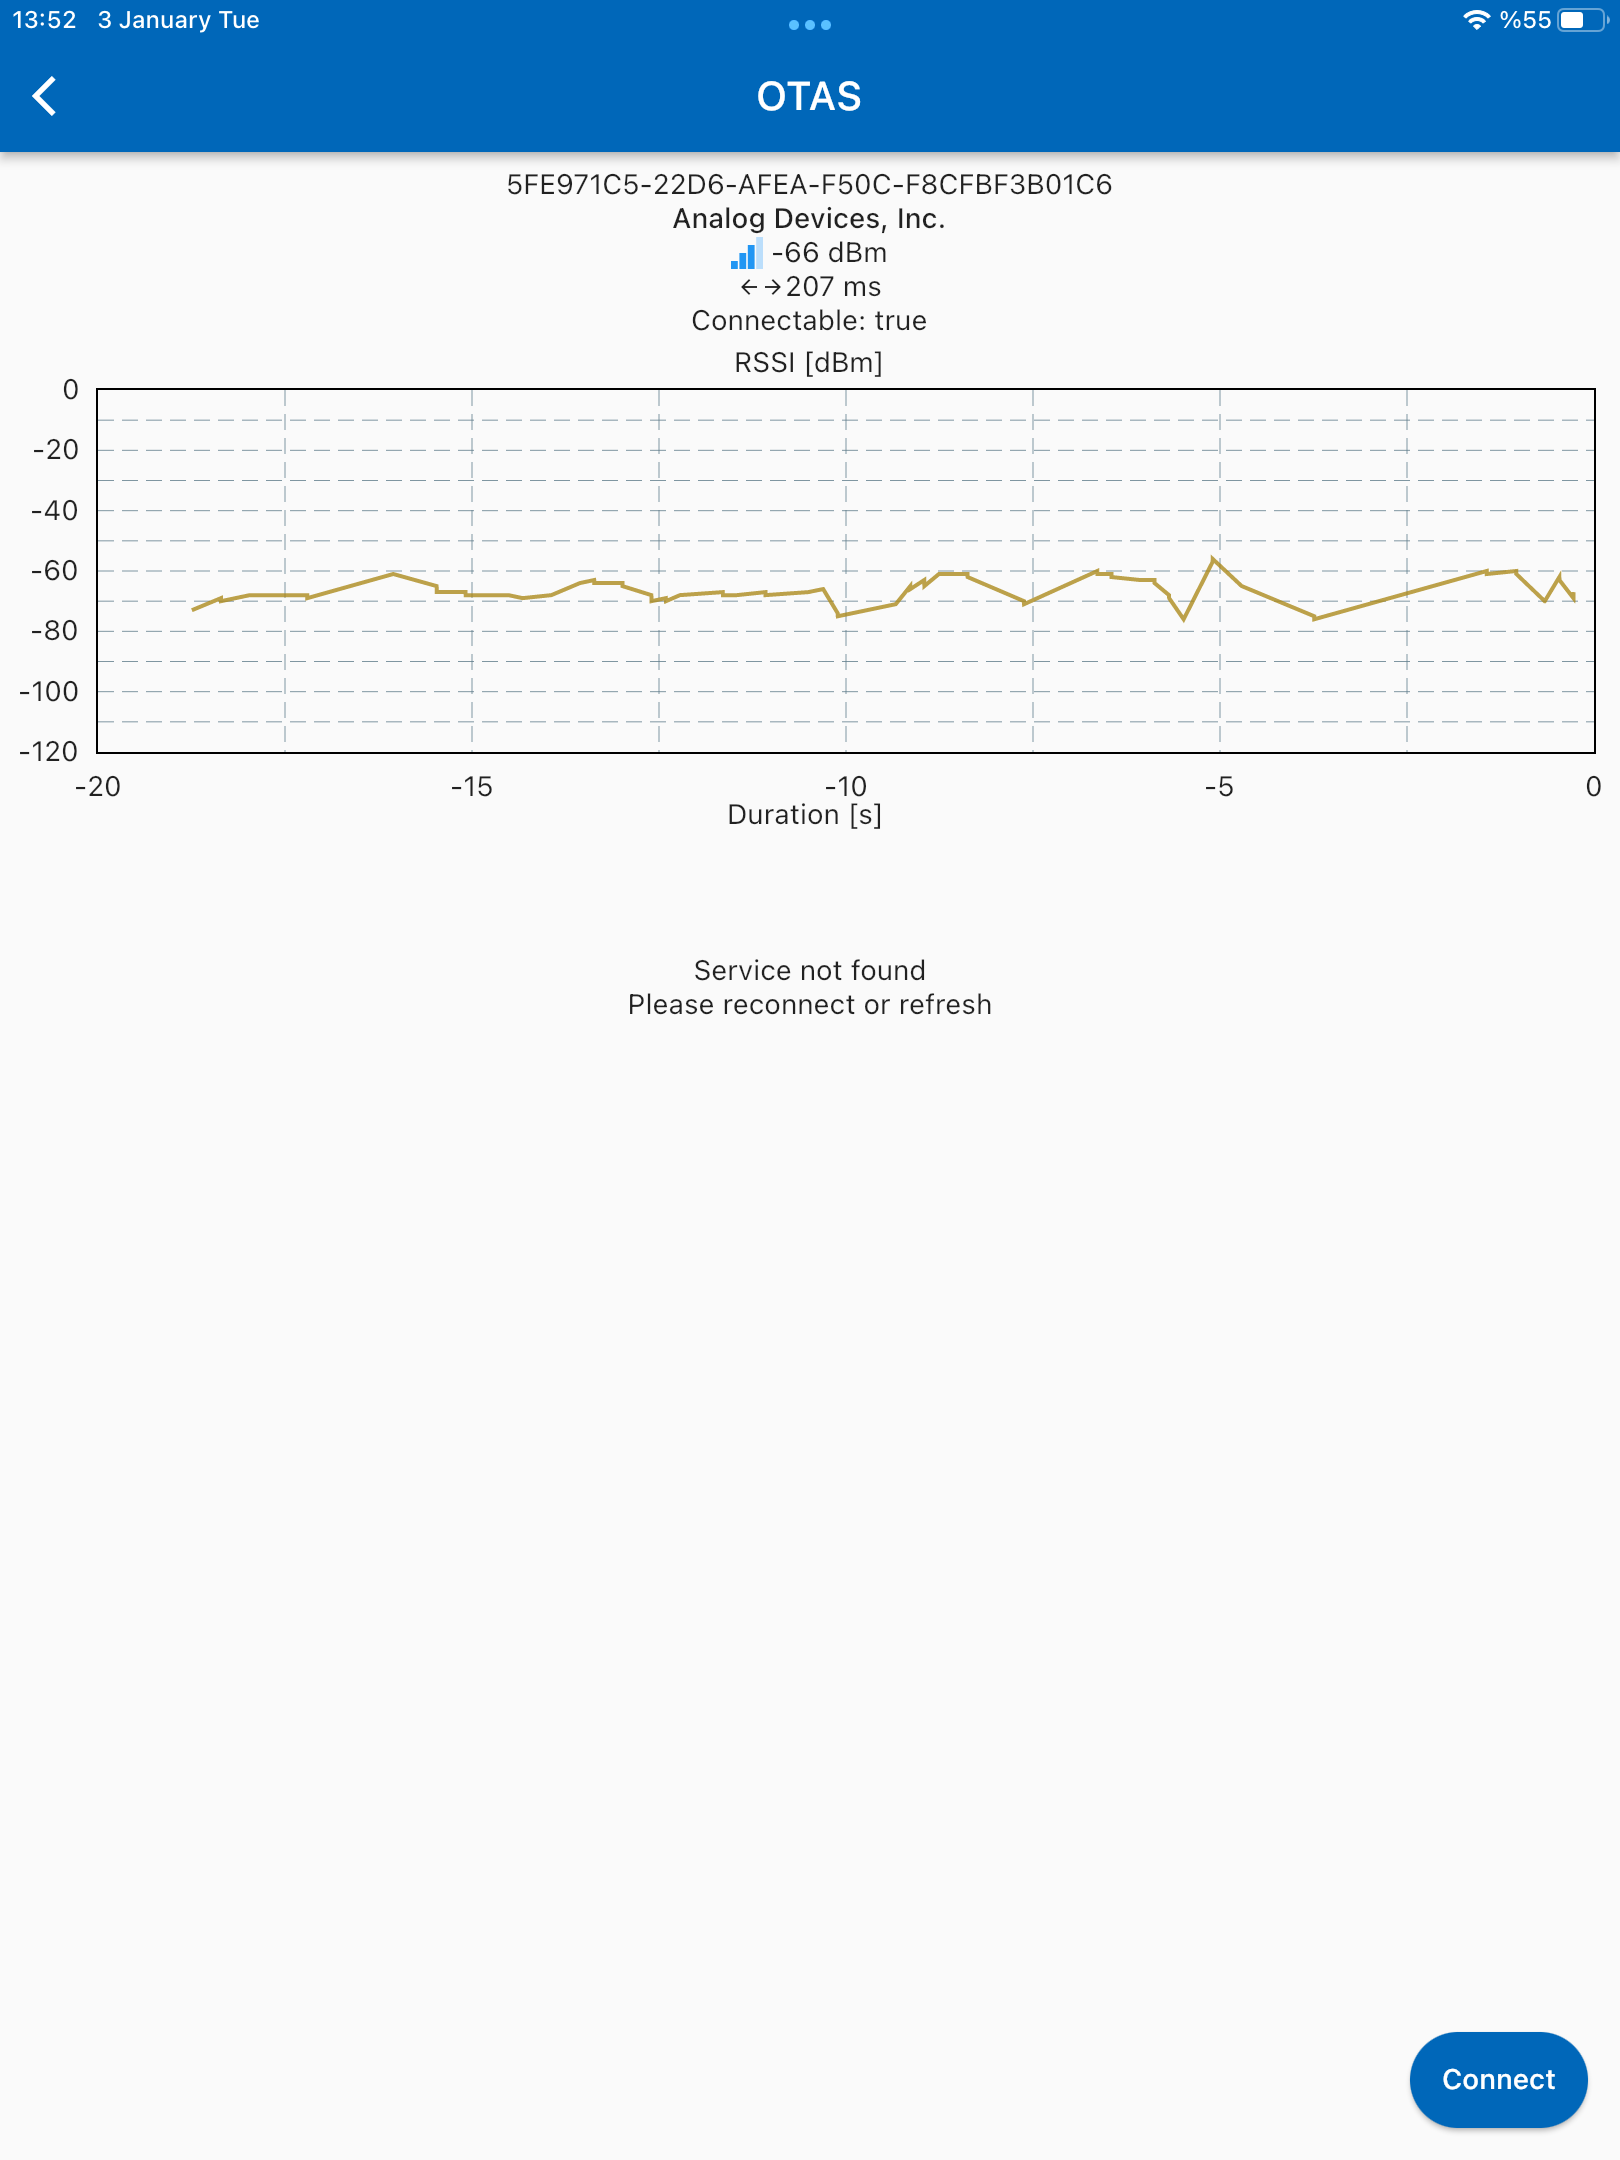 13:52 3 January Tue
%55
OTAS
5FE971C5-22D6-AFEA-F50C-F8CFBF3B01C6
Analog Devices, Inc.
-66 dBm
←→207 ms
Connectable: true
RSSI [dBm]
0
-20
-40
-60
-80
-100
-120
-20 -15 -10 -5 0
Duration [s]
Service not found
Please reconnect or refresh
Connect